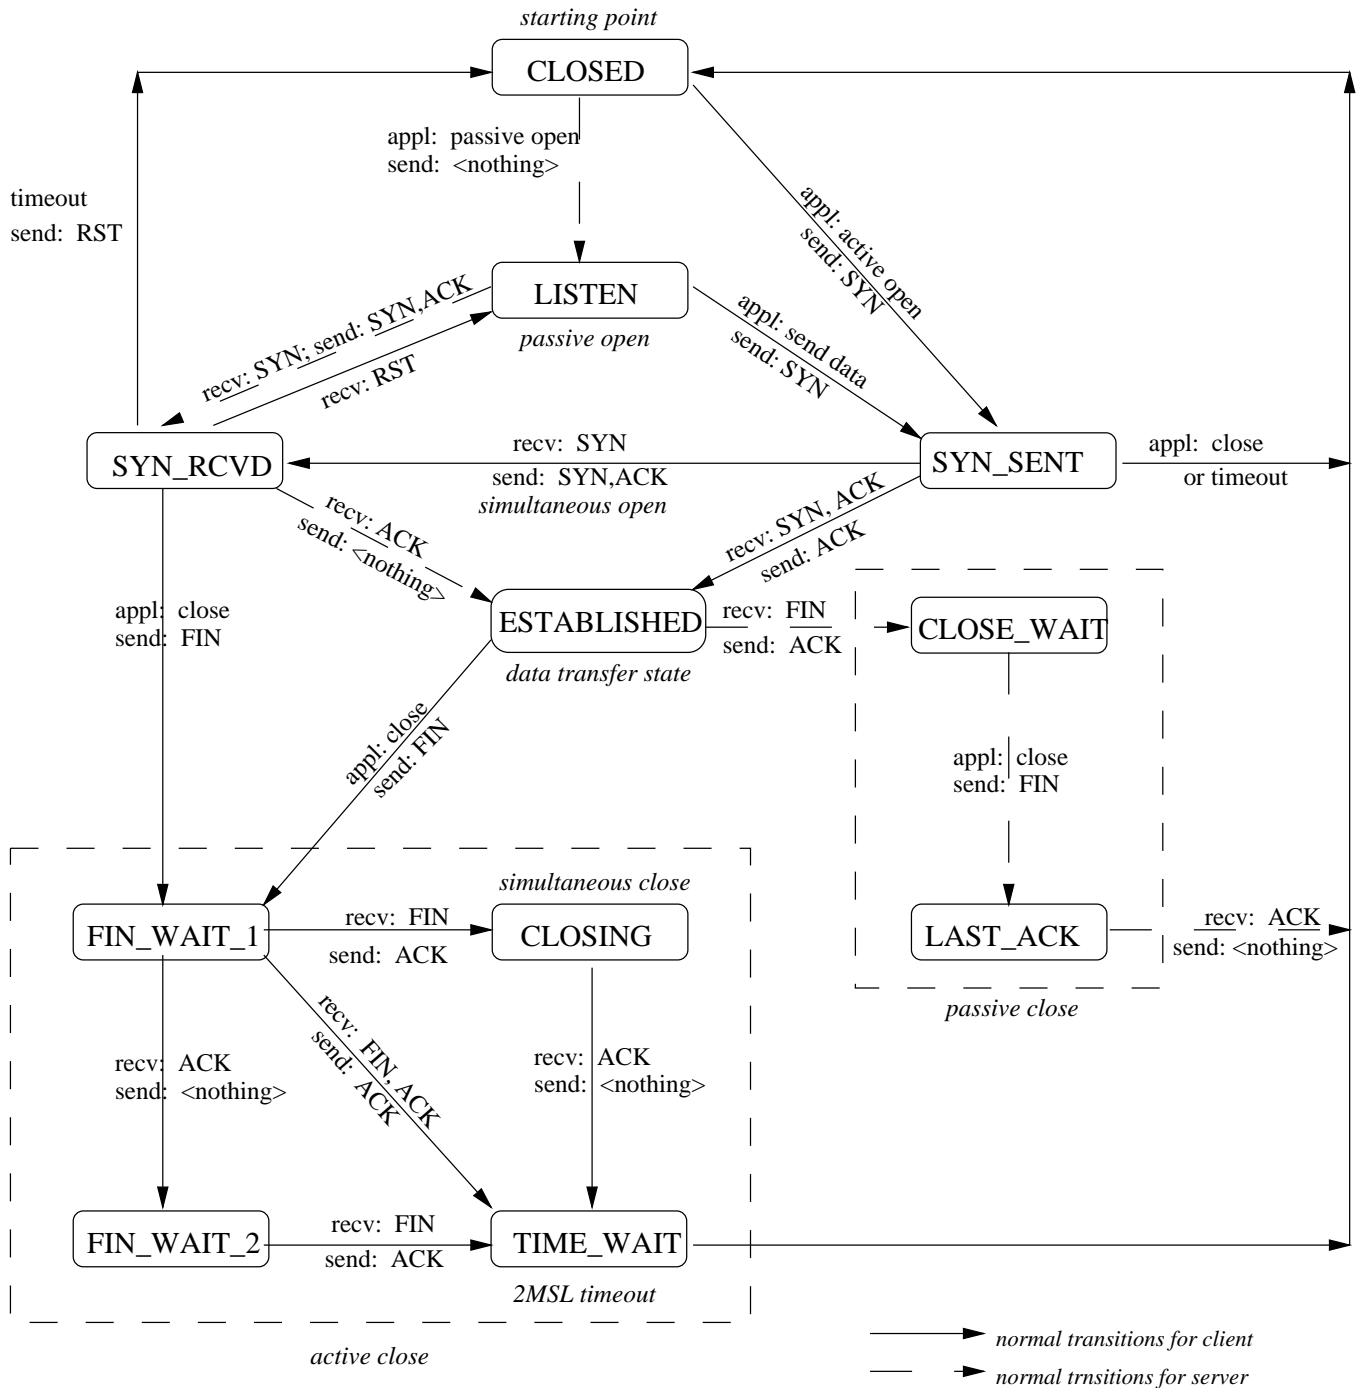 starting point
CLOSED
appl: passive open
send: <nothing>
timeout
send: RST
appl: active open
send: SYN
LISTEN
passive open
recv: SYN; send: SYN,ACK
recv: RST
appl: send data
send: SYN
SYN_RCVD
recv: SYN
send: SYN,ACK
simultaneous open
SYN_SENT
appl: close
or timeout
recv: ACK
send: <nothing>
recv: SYN, ACK
send: ACK
appl: close
send: FIN
ESTABLISHED
data transfer state
recv: FIN
send: ACK
CLOSE_WAIT
appl: close
send: FIN
appl: close
send: FIN
simultaneous close
FIN_WAIT_1
recv: FIN
send: ACK
CLOSING
LAST_ACK
recv: ACK
send: <nothing>
passive close
recv: ACK
send: <nothing>
recv: FIN, ACK
send: ACK
recv: ACK
send: <nothing>
FIN_WAIT_2
recv: FIN
send: ACK
TIME_WAIT
2MSL timeout
active close
normal transitions for client
normal trnsitions for server